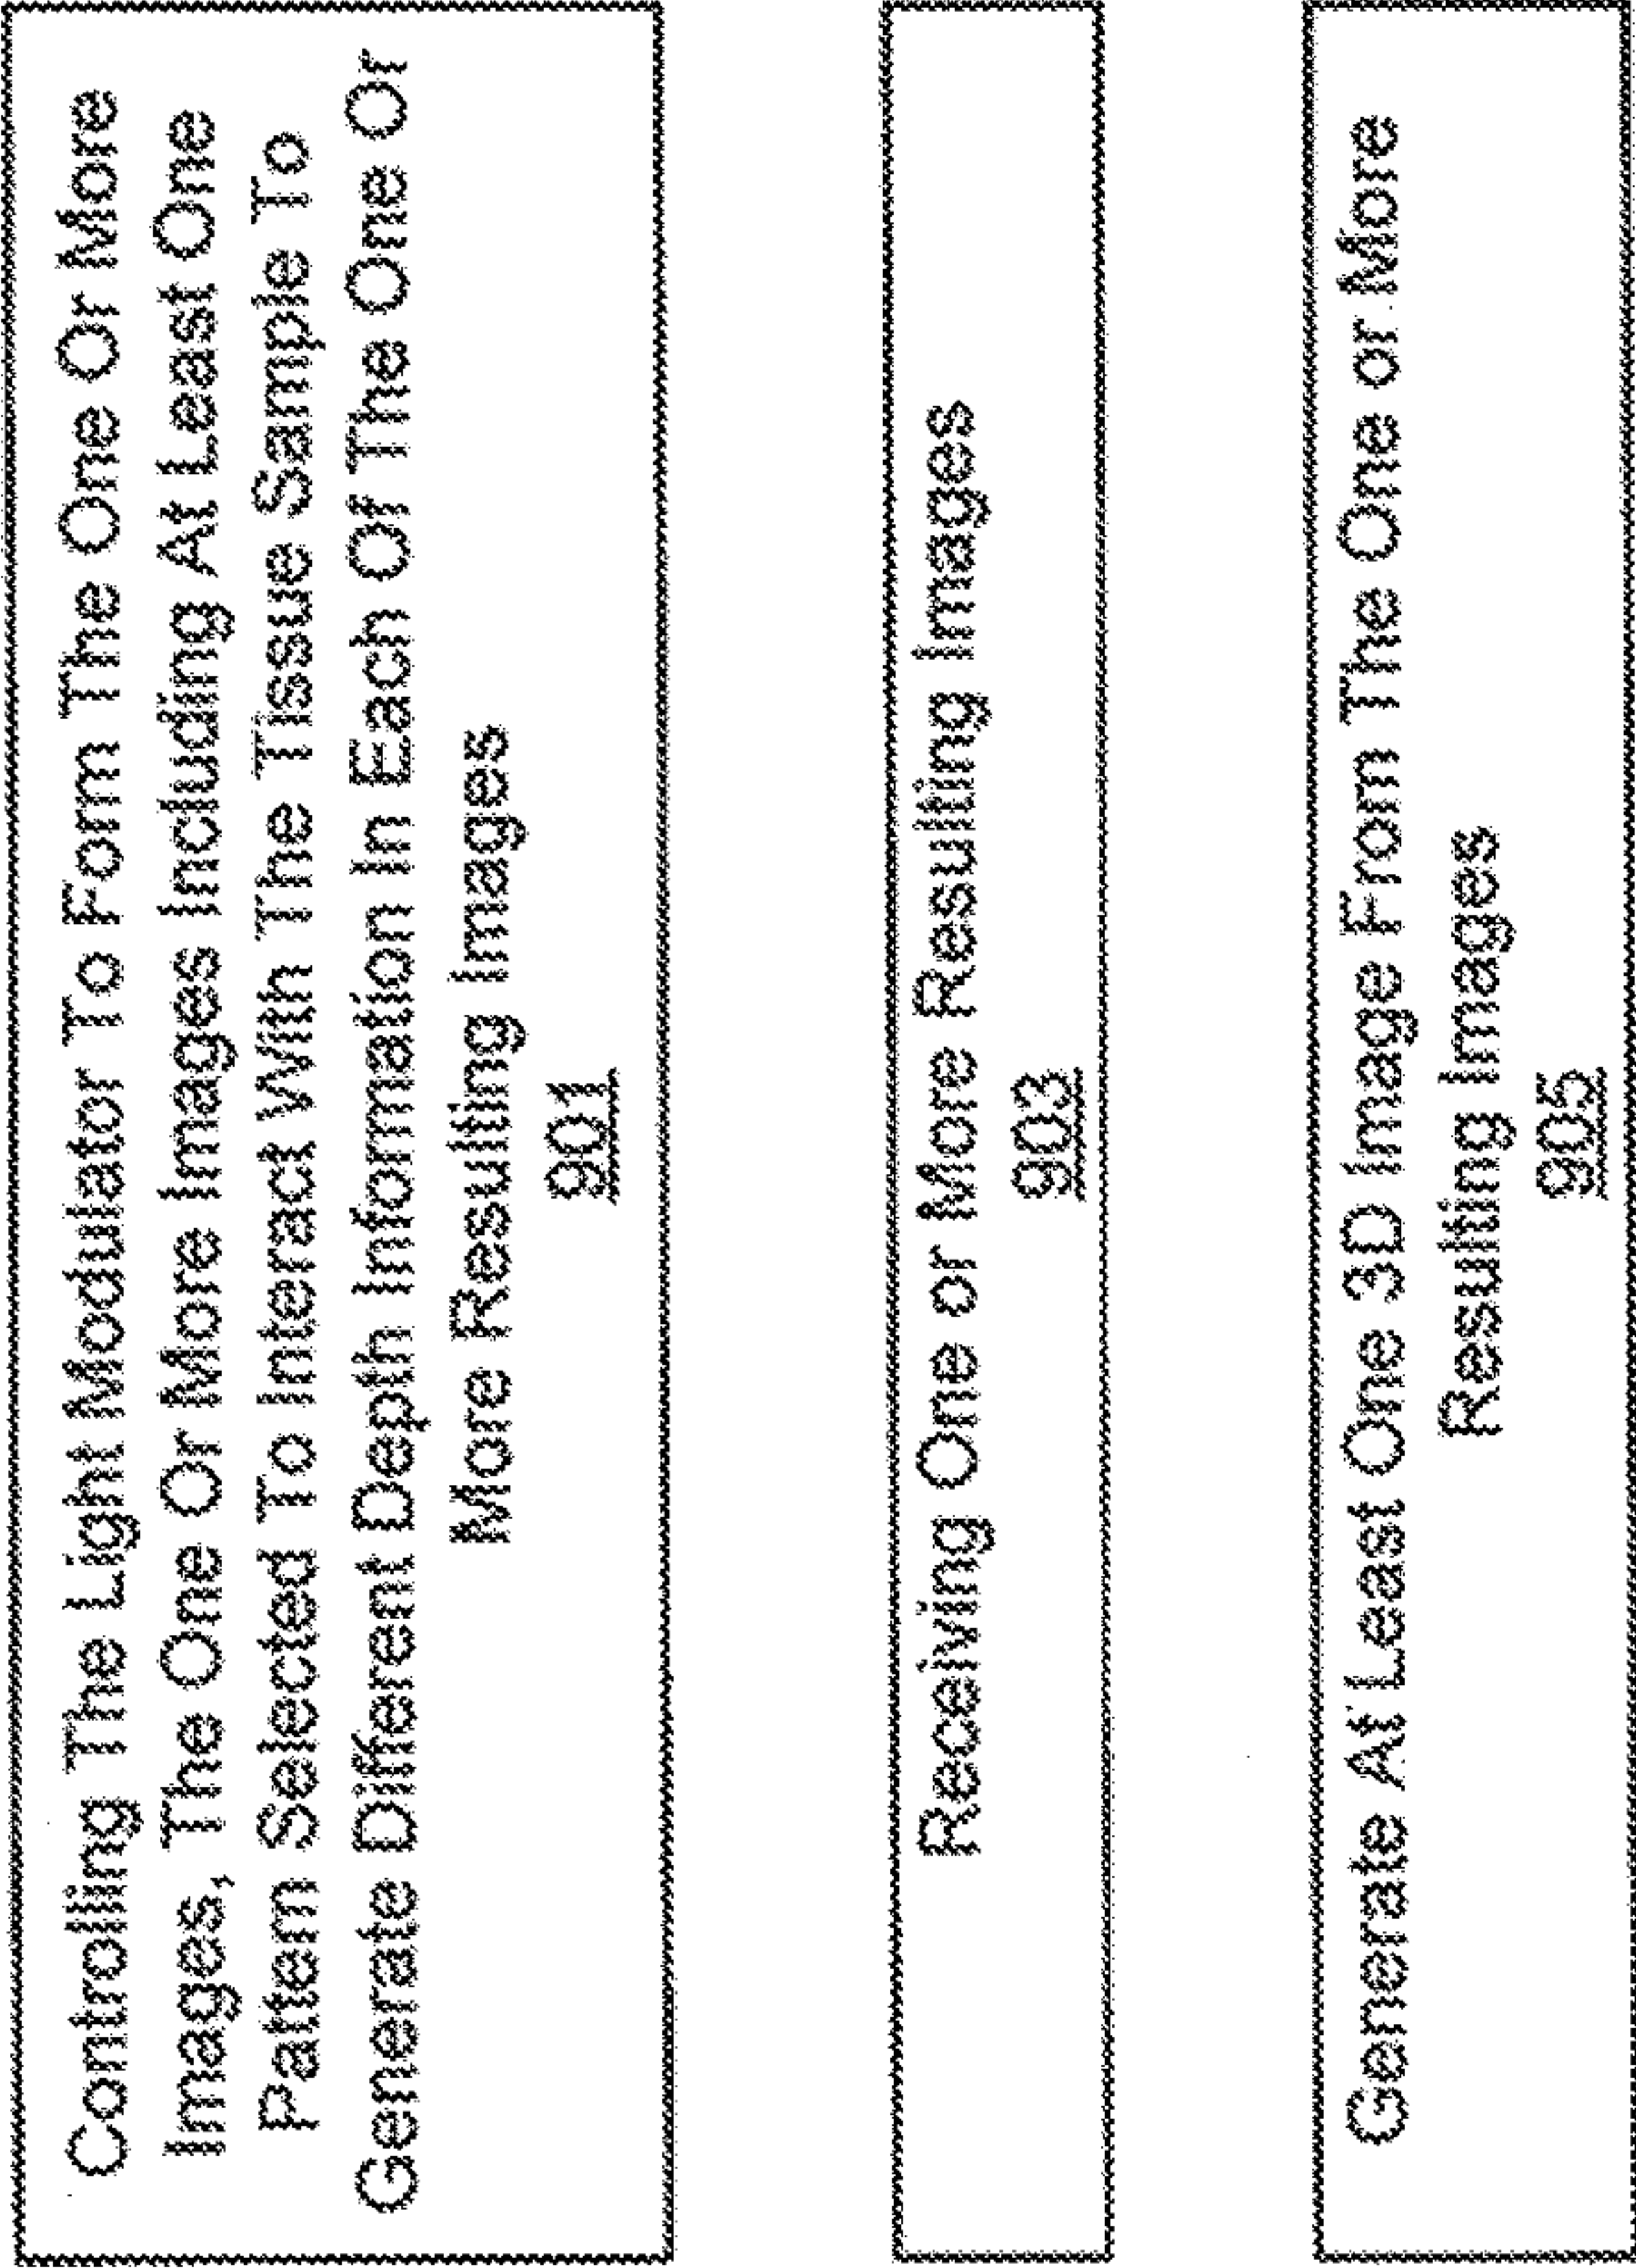 Controlling The Light Modulator To Form The One Or More
Images, The One Or More Images Including At Least One
Pattern Selected To Interact With The Tissue Sample To
Generate Different Depth Information In Each Of The One Or
More Resulting Images
901
Receiving One or More Resulting Images
903
Generate At Least One 3D Image From The One or More
Resulting Images
905